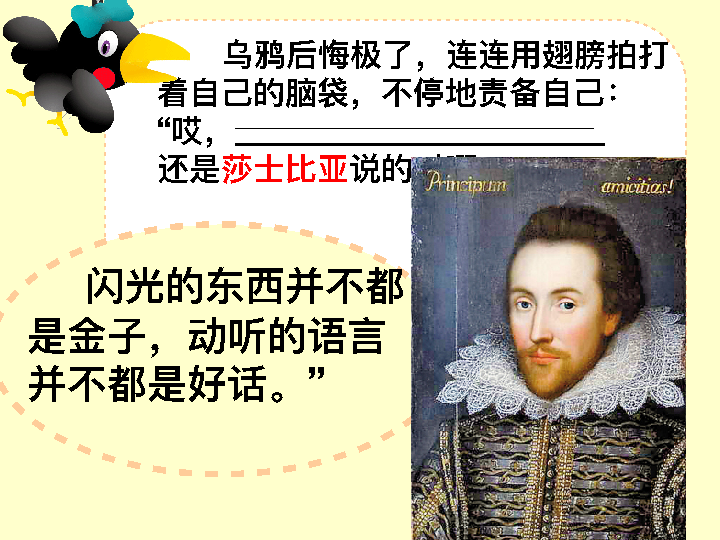 乌鸦后悔极了，连连用翅膀拍打
着自己的脑袋，不停地责备自己：
“哎，
还是莎士比亚说的
Principum amicitias!
闪光的东西并不都
是金子，动听的语言
并不都是好话。”